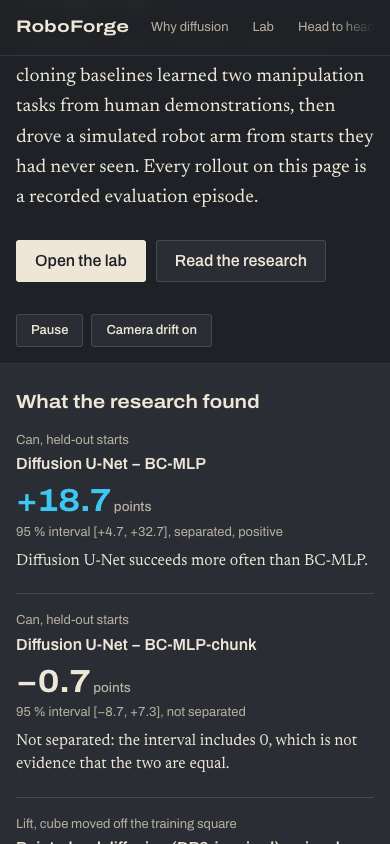 RoboForge Why diffusion Lab Head to head
cloning baselines learned two manipulation
tasks from human demonstrations, then
drove a simulated robot arm from starts they
had never seen. Every rollout on this page is
a recorded evaluation episode.
Open the lab Read the research
Pause Camera drift on
What the research found
Can, held-out starts
Diffusion U-Net – BC-MLP
+18.7 points
95 % interval [+4.7, +32.7], separated, positive
Diffusion U-Net succeeds more often than BC-MLP.
Can, held-out starts
Diffusion U-Net – BC-MLP-chunk
−0.7 points
95 % interval [−8.7, +7.3], not separated
Not separated: the interval includes 0, which is not
evidence that the two are equal.
Lift, cube moved off the training square